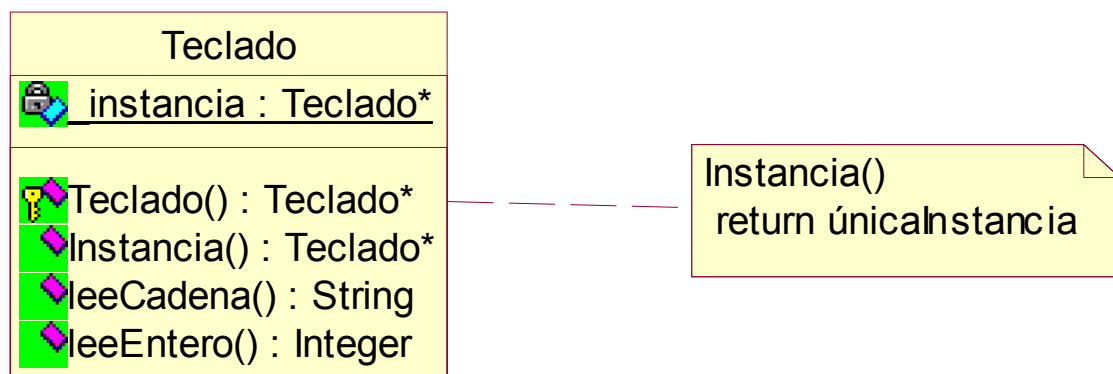 Teclado
_instancia : Teclado*
Teclado() : Teclado*
Instancia() : Teclado*
leeCadena() : String
leeEntero() : Integer
Instancia()
return únicaInstancia